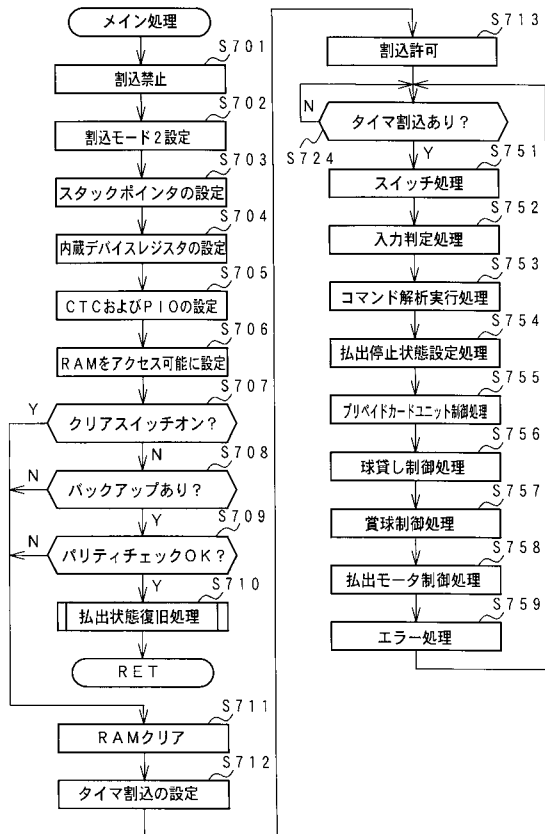 メイン処理
S701
割込禁止
S702
割込モード2設定
S703
スタックポインタの設定
S704
内蔵デバイスレジスタの設定
S705
CTCおよびPIOの設定
S706
RAMをアクセス可能に設定
S707
Y
クリアスイッチオン?
N
S708
N
バックアップあり?
Y
S709
N
パリティチェックOK?
Y
S710
払出状態復旧処理
RET
S711
RAMクリア
S712
タイマ割込の設定
S713
割込許可
N
タイマ割込あり?
S724
Y
S751
スイッチ処理
S752
入力判定処理
S753
コマンド解析実行処理
S754
払出停止状態設定処理
S755
プリペイドカードユニット制御処理
S756
球貸し制御処理
S757
賞球制御処理
S758
払出モータ制御処理
S759
エラー処理